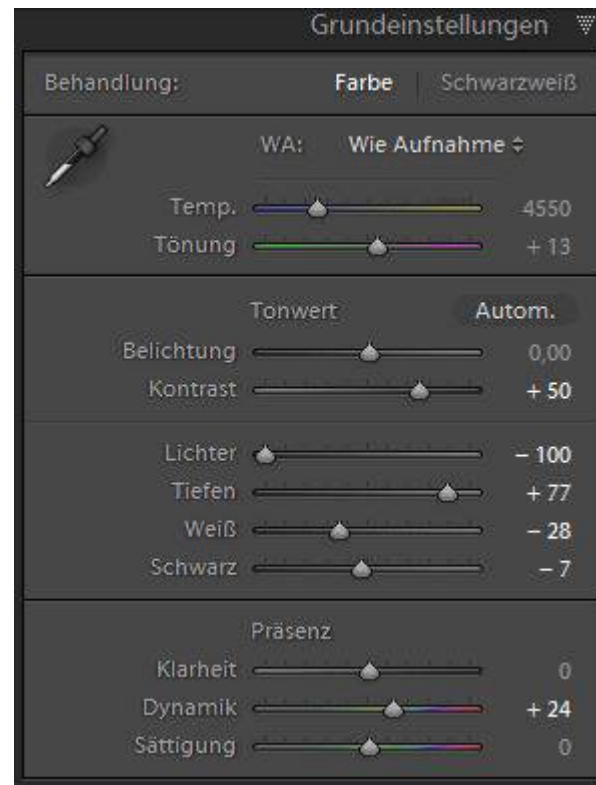 Grundeinstellungen
Behandlung: Farbe Schwarzweiß
WA: Wie Aufnahme
Temp. 4550
Tönung + 13
Tonwert Autom.
Belichtung 0,00
Kontrast + 50
Lichter – 100
Tiefen + 77
Weiß – 28
Schwarz – 7
Präsenz
Klarheit 0
Dynamik + 24
Sättigung 0